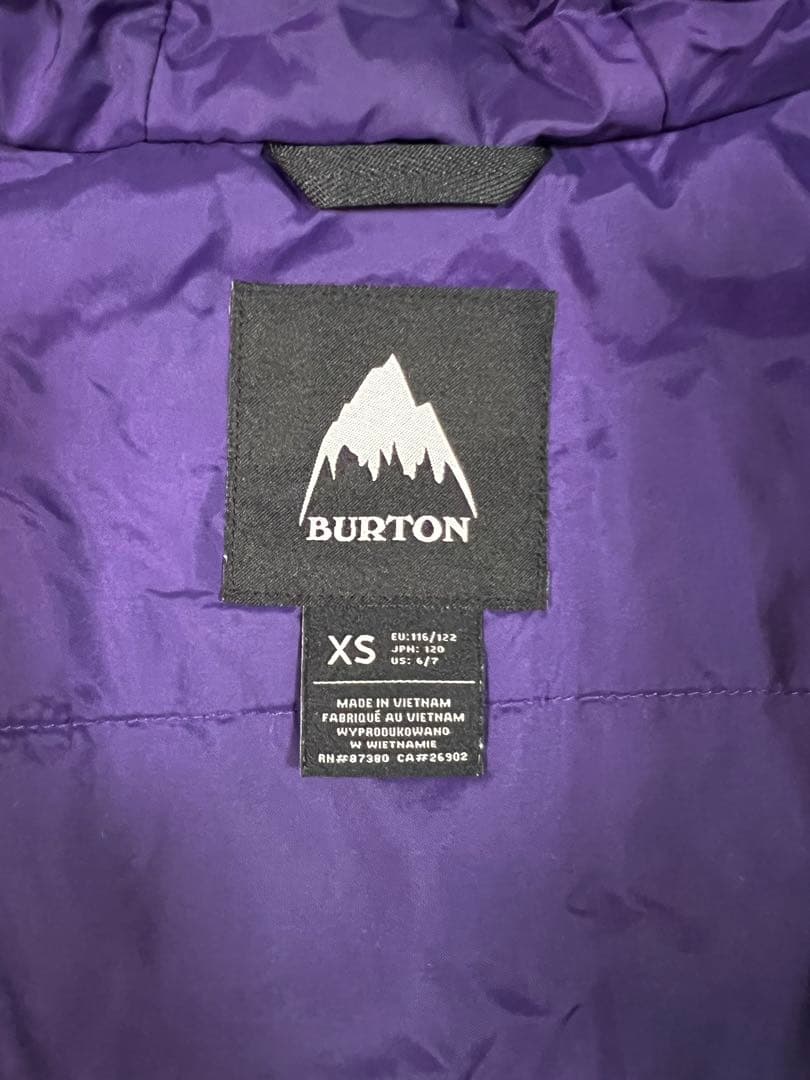 BURTON
XS
EU: 116/122
JPH: 120
US: 6/7
MADE IN VIETNAM
FABRIQUÉ AU VIETNAM
WYPRODUKOWANO
W WIETNAMIE
RN#87380 CA#26902